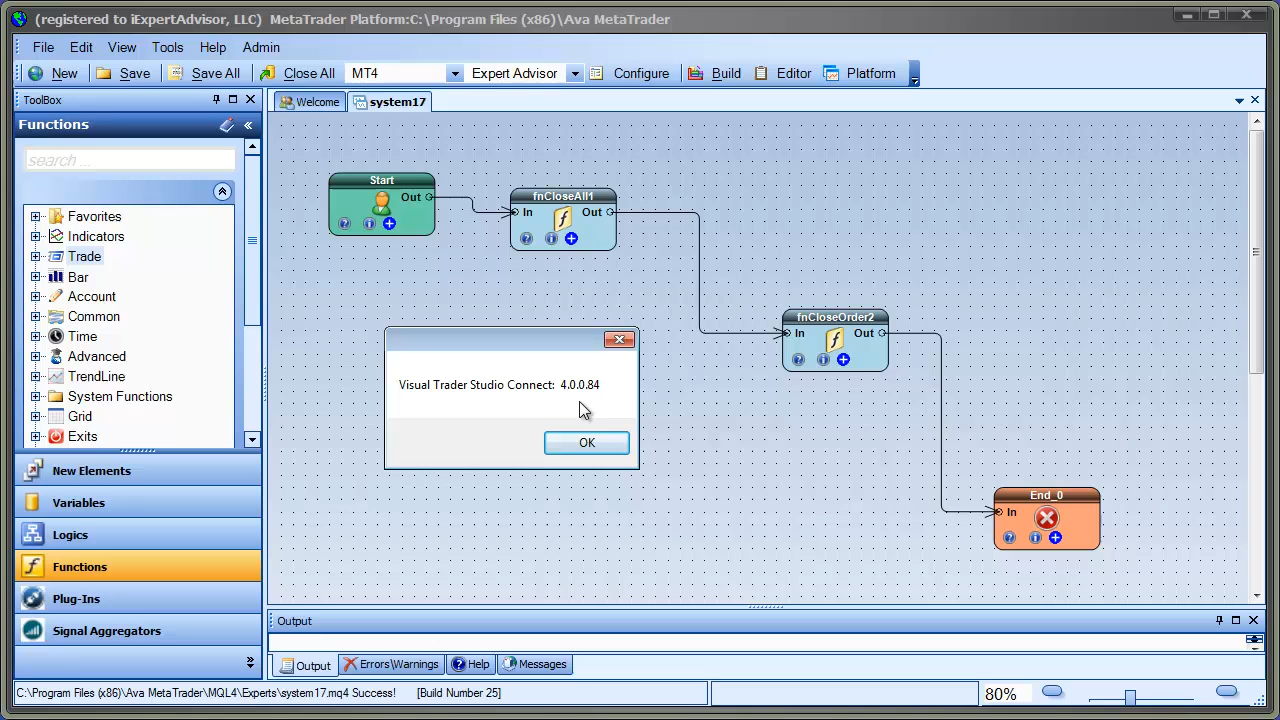 (registered to iExpertAdvisor, LLC)  MetaTrader Platform:C:\Program Files (x86)\Ava MetaTrader
File Edit View Tools Help Admin
New Save Save All Close All MT4 Expert Advisor Configure Build Editor Platform
ToolBox
Welcome system17
Functions
search ...
Favorites
Indicators
Trade
Bar
Account
Common
Time
Advanced
TrendLine
System Functions
Grid
Exits
New Elements
Variables
Logics
Functions
Plug-Ins
Signal Aggregators
Start
Out
fnCloseAll1
In Out
fnCloseOrder2
In Out
Visual Trader Studio Connect:  4.0.0.84
OK
End_0
In
Output
Output Errors\Warnings Help Messages
C:\Program Files (x86)\Ava MetaTrader\MQL4\Experts\system17.mq4 Success! [Build Number 25] 80%